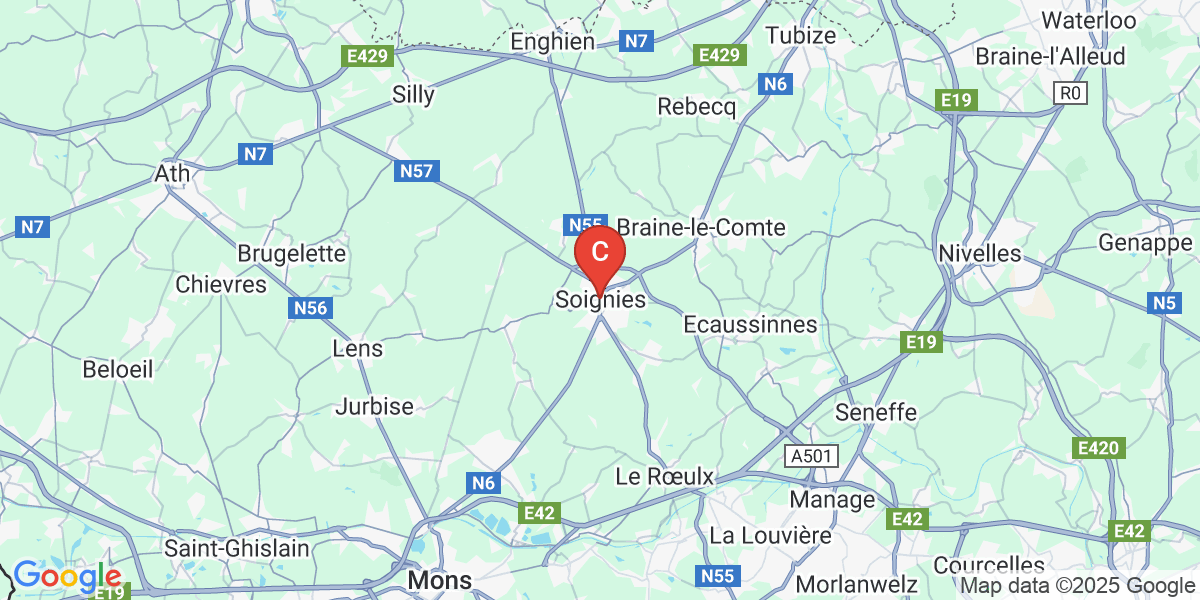 Waterloo
Enghien
N7
Tubize
E429
E429
Braine-l'Alleud
N6
Silly
Rebecq
E19
R0
N7
Ath
N57
N7
N55
Braine-le-Comte
Genappe
Brugelette
C
Nivelles
Chievres
Soignies
N5
N56
Ecaussinnes
Lens
E19
Beloeil
Jurbise
Seneffe
E420
A501
Le Rœulx
N6
Manage
E42
E42
E42
La Louvière
Saint-Ghislain
Courcelles
Google
Mons
N55
Morlanwelz
Map data ©2025 Google
E19